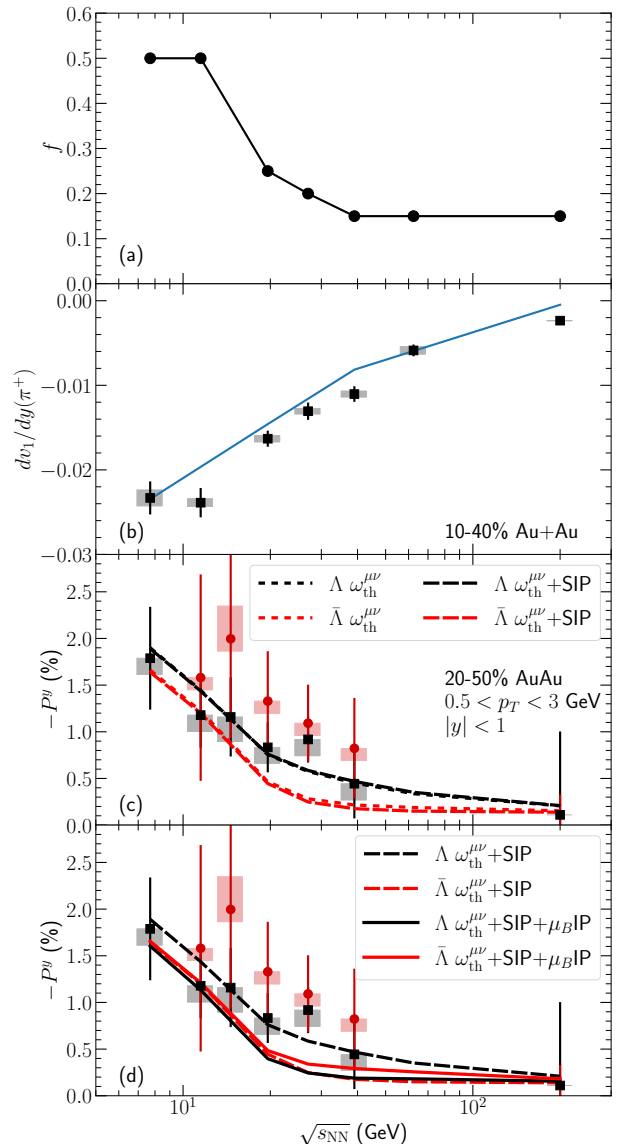 0.6
0.5
0.4
f
0.3
0.2
0.1
(a)
0.0
0.00
−0.01
dv₁/dy(π⁺)
−0.02
(b)
10-40% Au+Au
−0.03
Λ ω_th^μν
Λ ω_th^μν+SIP
Λ̄ ω_th^μν
Λ̄ ω_th^μν+SIP
2.5
2.0
20-50% AuAu
0.5 < p_T < 3 GeV
|y| < 1
1.5
−P^y (%)
1.0
0.5
(c)
0.0
Λ ω_th^μν+SIP
Λ̄ ω_th^μν+SIP
Λ ω_th^μν+SIP+μ_BIP
Λ̄ ω_th^μν+SIP+μ_BIP
2.5
2.0
1.5
−P^y (%)
1.0
0.5
(d)
0.0
10¹
10²
√s_NN (GeV)